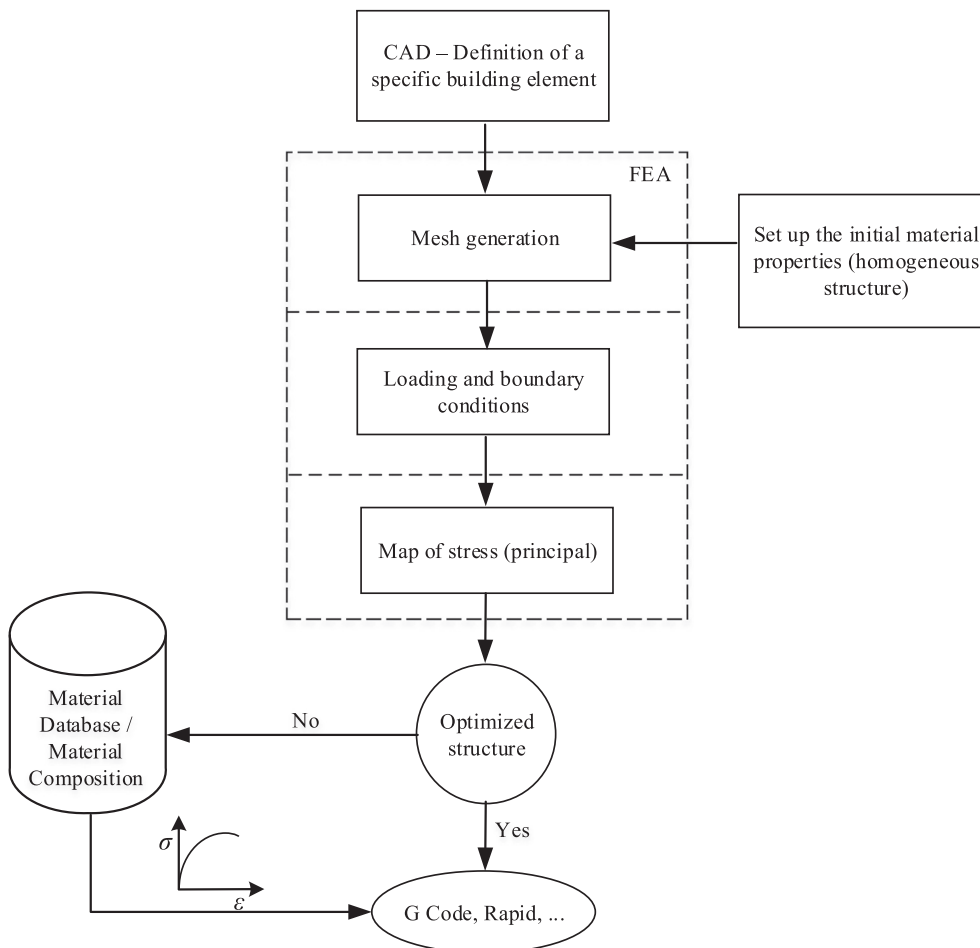 CAD – Definition of a
specific building element
FEA
Mesh generation
Set up the initial material
properties (homogeneous
structure)
Loading and boundary
conditions
Map of stress (principal)
Material
Database /
Material
Composition
No
Optimized
structure
Yes
σ
ε
G Code, Rapid, ...